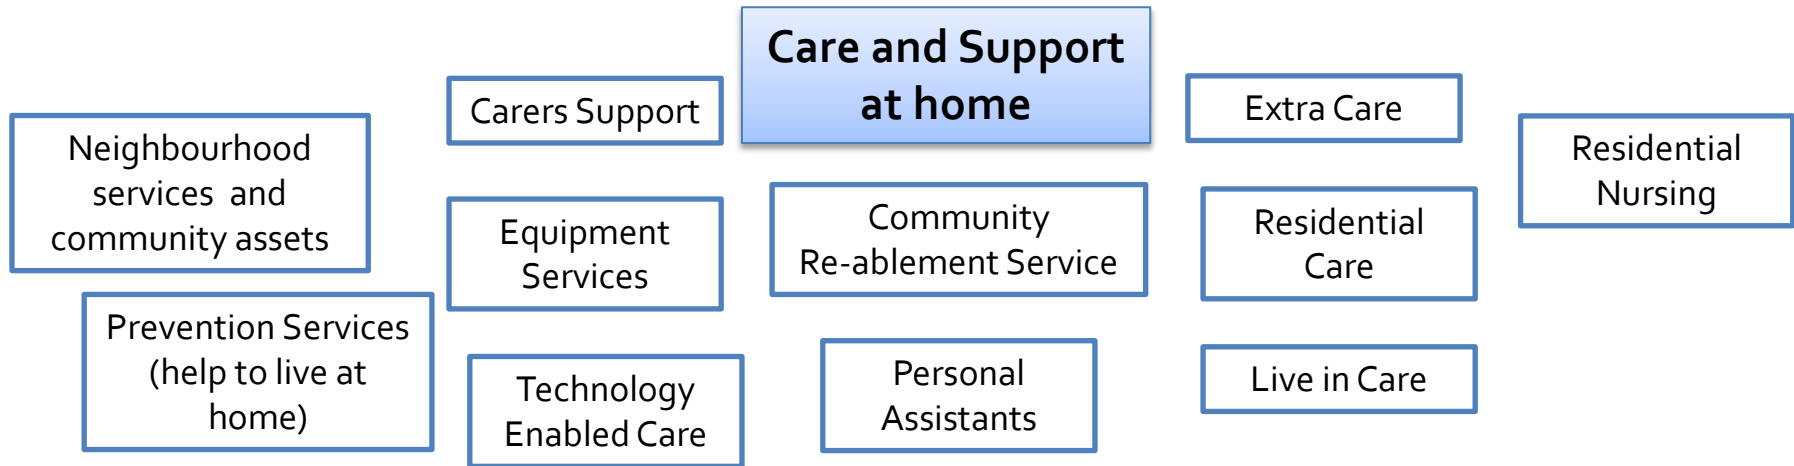 Care and Support
at home
Neighbourhood
services and
community assets
Prevention Services
(help to live at
home)
Carers Support
Equipment
Services
Technology
Enabled Care
Community
Re-ablement Service
Personal
Assistants
Extra Care
Residential
Care
Live in Care
Residential
Nursing